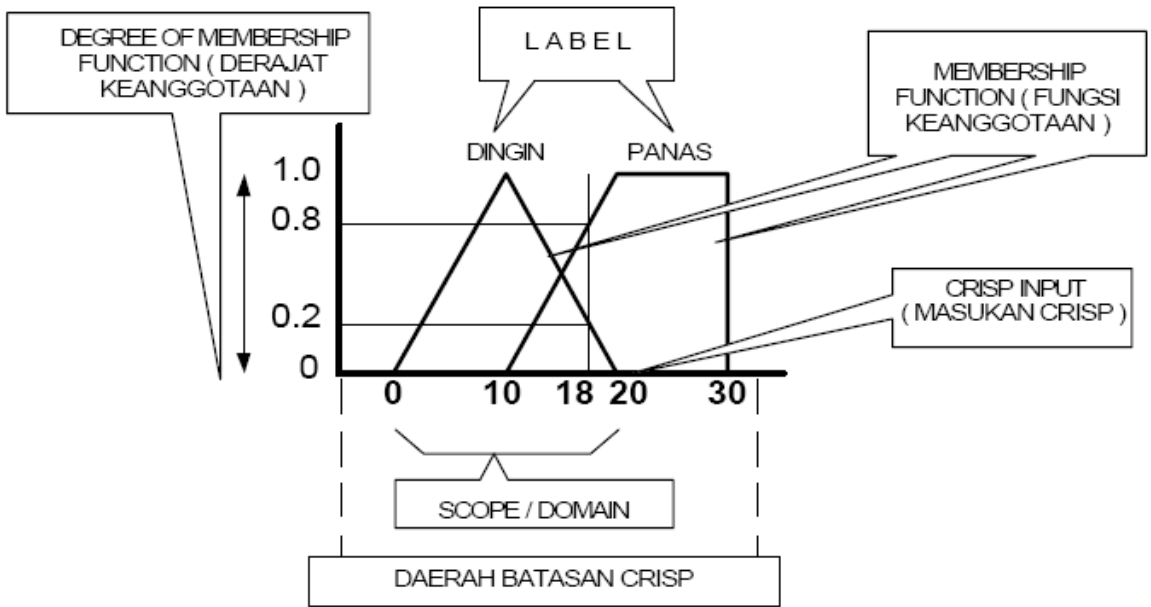 DEGREE OF MEMBERSHIP
FUNCTION ( DERAJAT
KEANGGOTAAN )
L A B E L
MEMBERSHIP
FUNCTION ( FUNGSI
KEANGGOTAAN )
DINGIN
PANAS
1.0
0.8
0.2
0
CRISP INPUT
( MASUKAN CRISP )
0 10 18 20 30
SCOPE / DOMAIN
DAERAH BATASAN CRISP